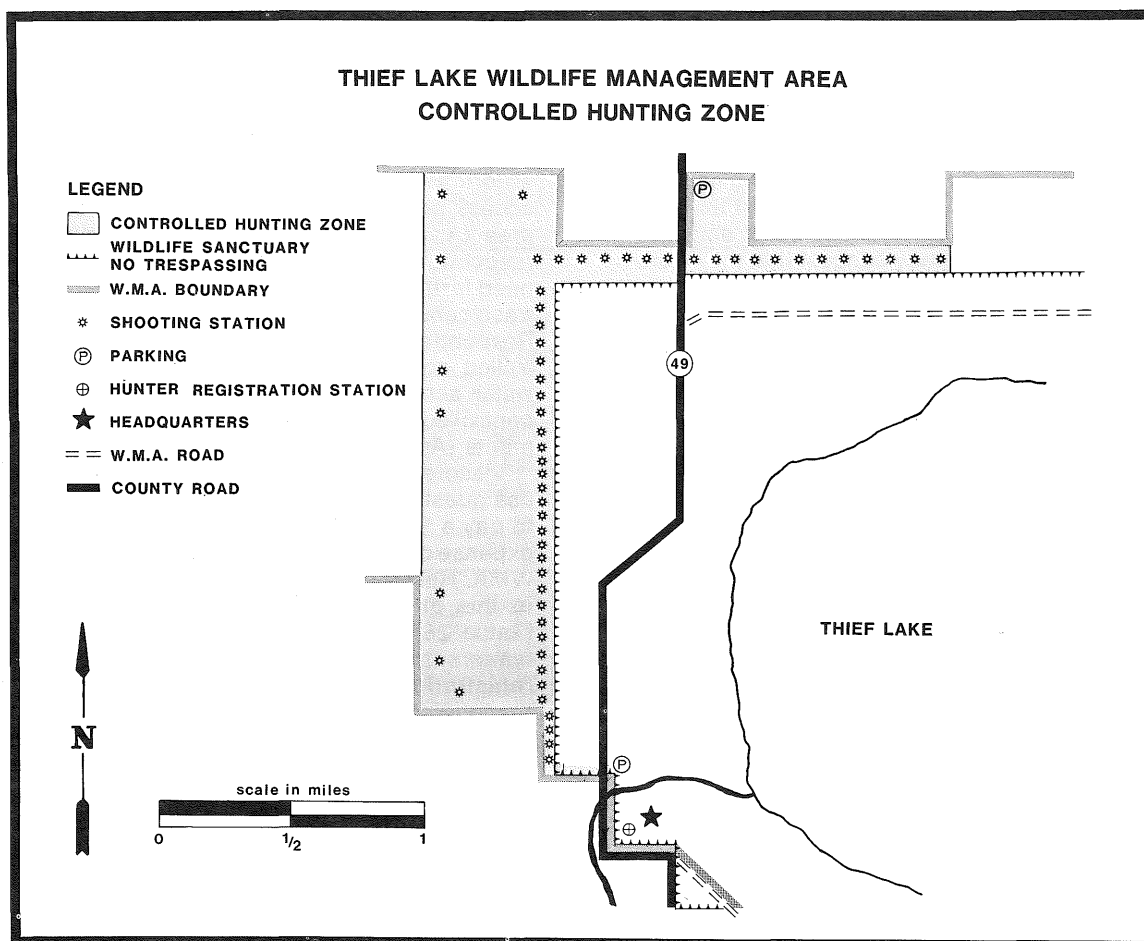 THIEF LAKE WILDLIFE MANAGEMENT AREA
CONTROLLED HUNTING ZONE
LEGEND
CONTROLLED HUNTING ZONE
WILDLIFE SANCTUARY
NO TRESPASSING
W.M.A. BOUNDARY
SHOOTING STATION
P PARKING
HUNTER REGISTRATION STATION
HEADQUARTERS
W.M.A. ROAD
COUNTY ROAD
P
49
THIEF LAKE
N
P
scale in miles
0 1/2 1